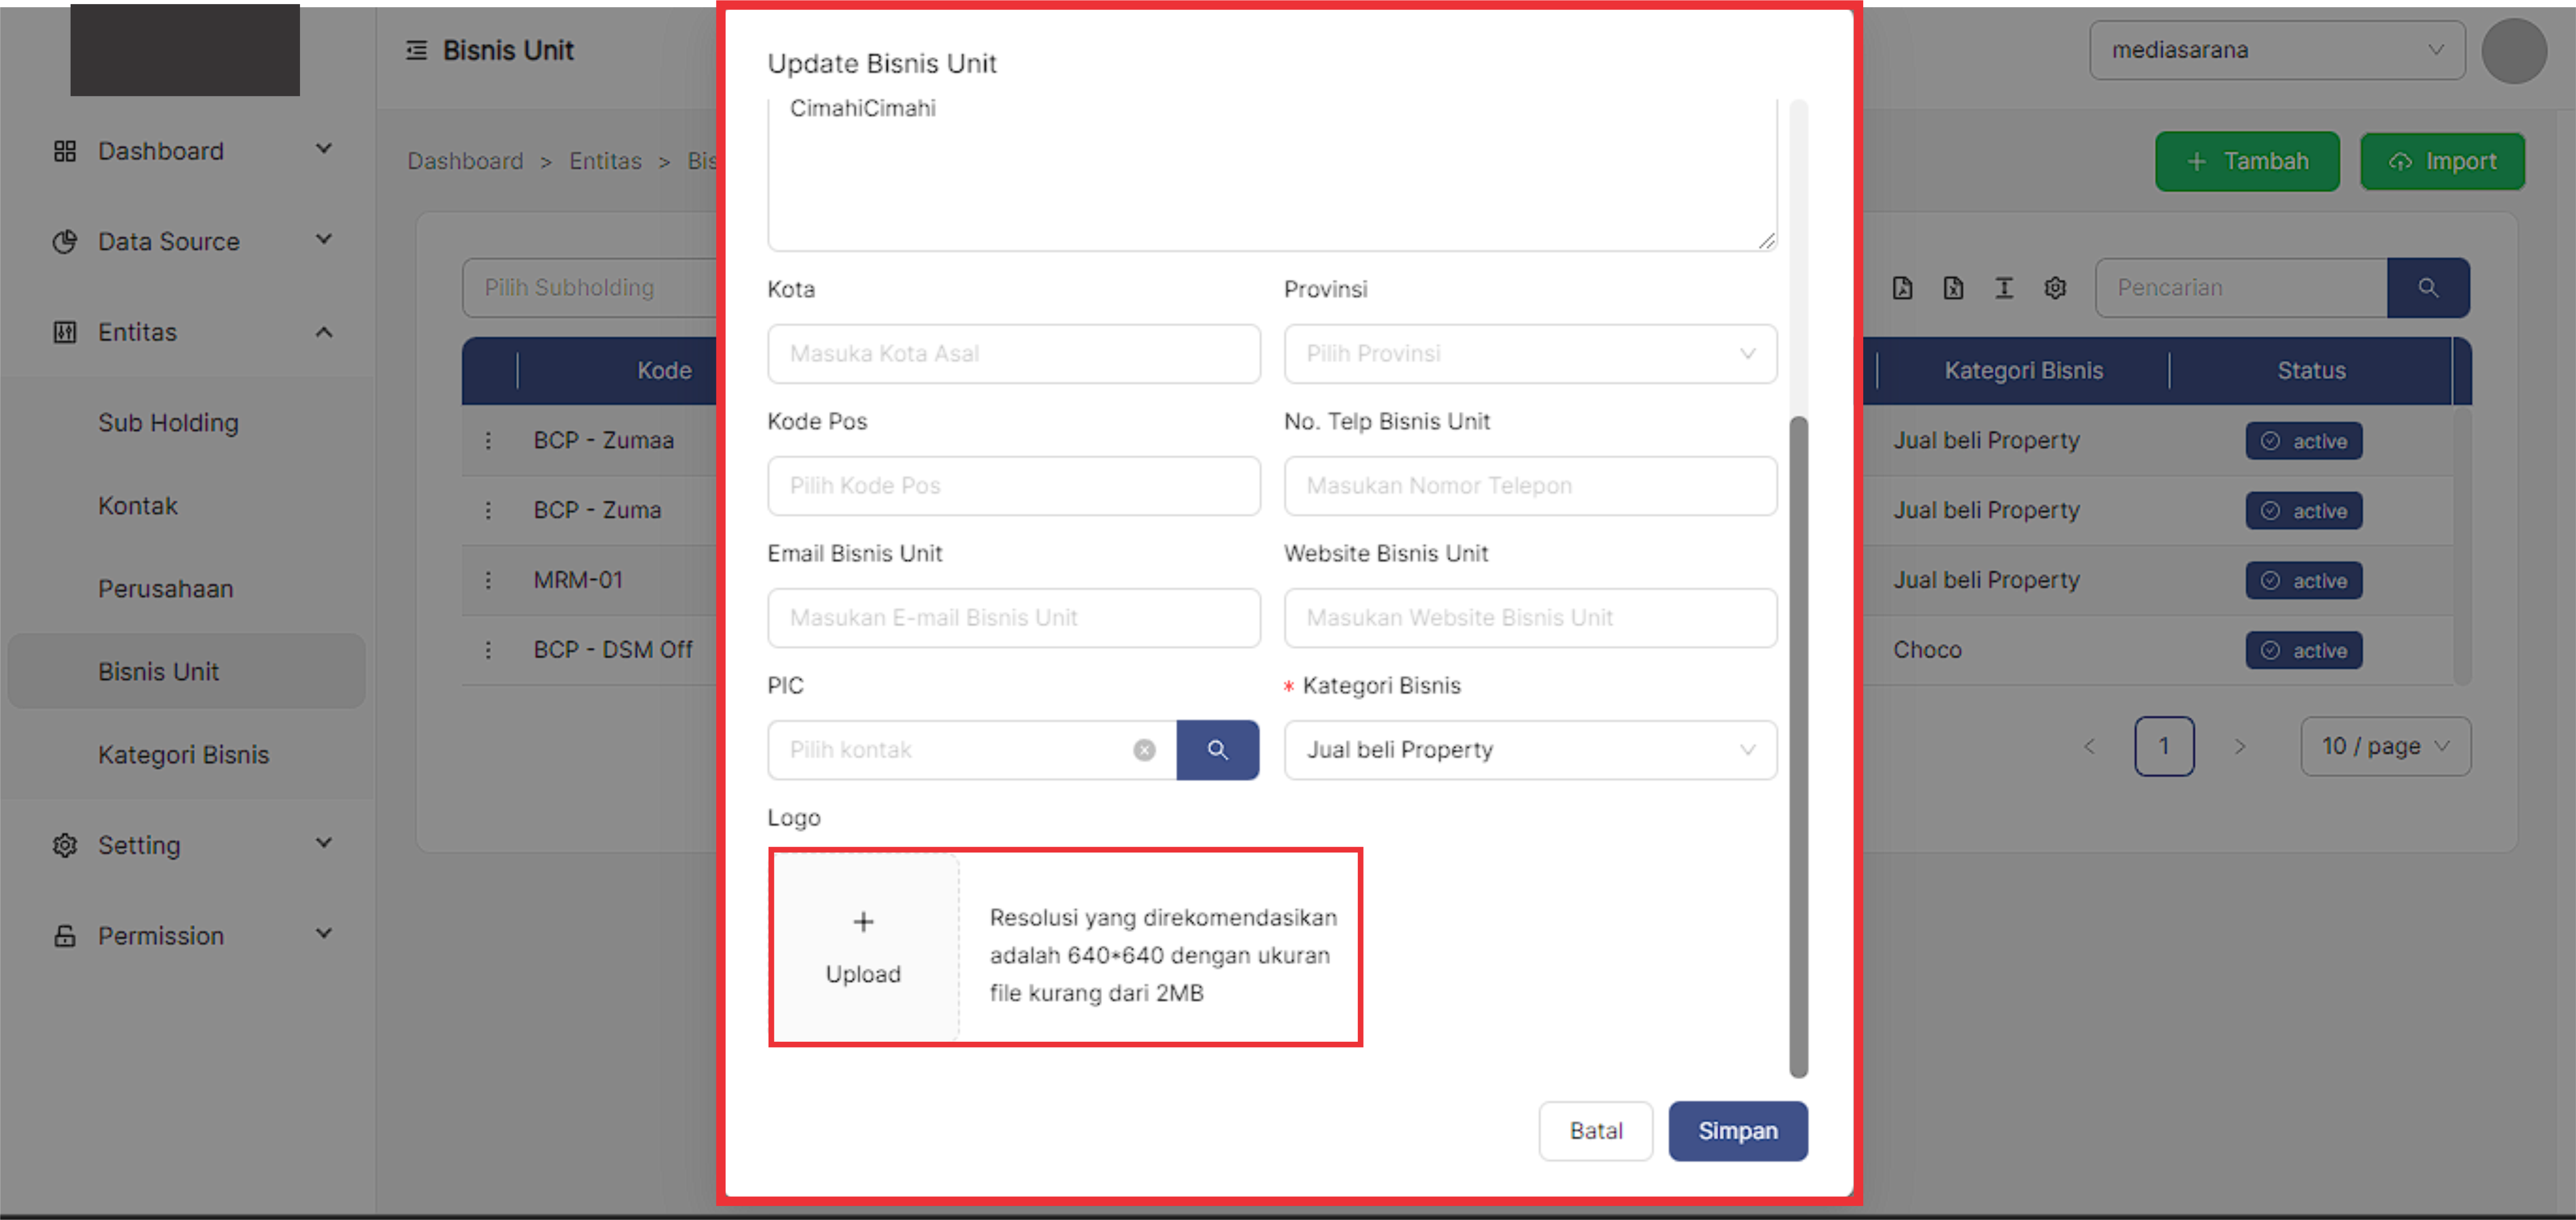 Bisnis Unit
mediasarana
Dashboard
Data Source
Entitas
Sub Holding
Kontak
Perusahaan
Bisnis Unit
Kategori Bisnis
Setting
Permission
Dashboard > Entitas > Bis
Tambah
Import
Pilih Subholding
Pencarian
Kode
Kategori Bisnis
Status
BCP - Zumaa
Jual beli Property
active
BCP - Zuma
Jual beli Property
active
MRM-01
Jual beli Property
active
BCP - DSM Off
Choco
active
< 1 >
10 / page
Update Bisnis Unit
CimahiCimahi
Kota
Provinsi
Masuka Kota Asal
Pilih Provinsi
Kode Pos
No. Telp Bisnis Unit
Pilih Kode Pos
Masukan Nomor Telepon
Email Bisnis Unit
Website Bisnis Unit
Masukan E-mail Bisnis Unit
Masukan Website Bisnis Unit
PIC
* Kategori Bisnis
Pilih kontak
Jual beli Property
Logo
+
Upload
Resolusi yang direkomendasikan
adalah 640*640 dengan ukuran
file kurang dari 2MB
Batal
Simpan